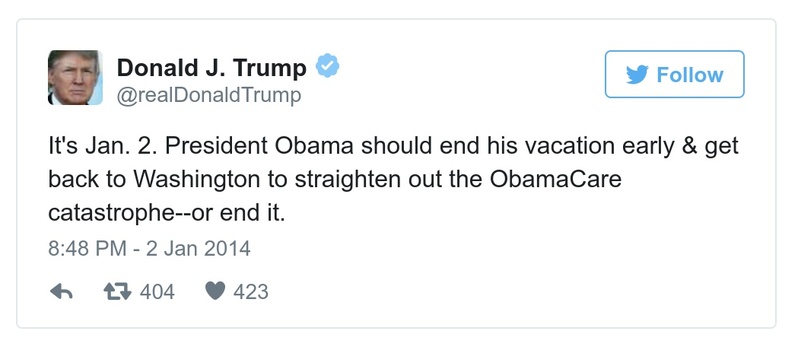 Donald J. Trump
@realDonaldTrump
Follow
It's Jan. 2. President Obama should end his vacation early & get
back to Washington to straighten out the ObamaCare
catastrophe--or end it.
8:48 PM - 2 Jan 2014
404 423